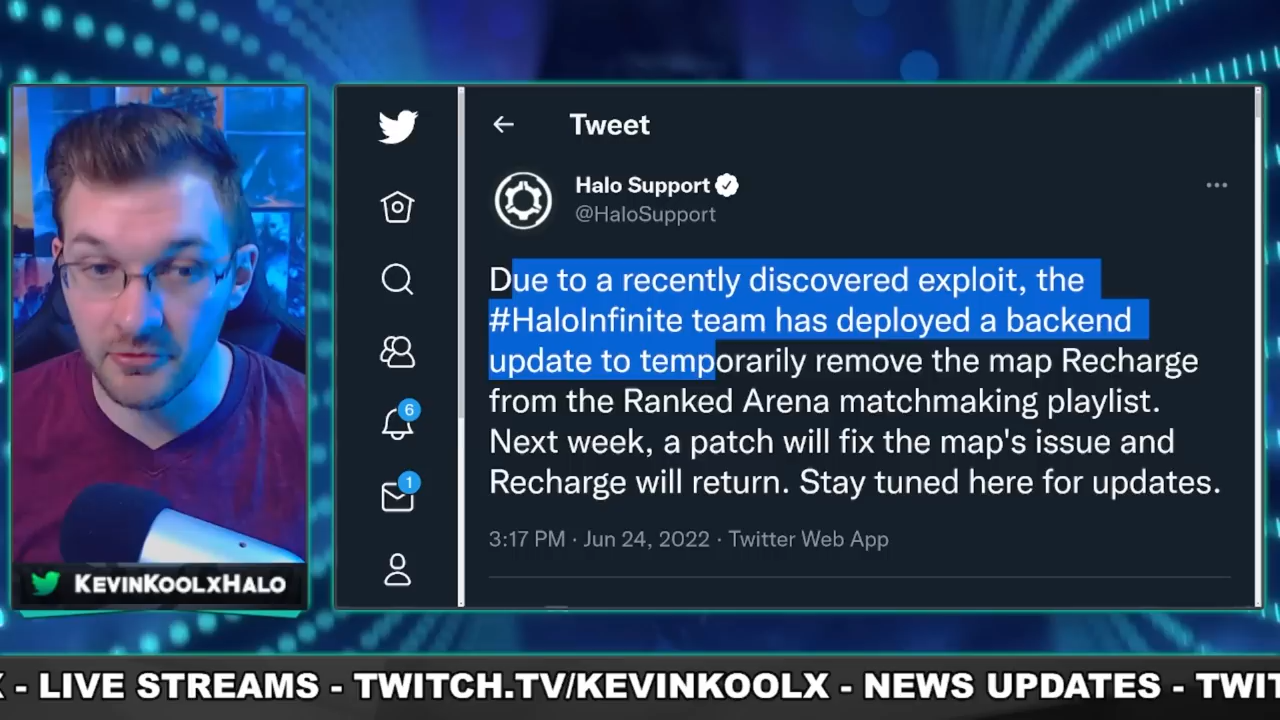 Tweet
Halo Support
@HaloSupport
Due to a recently discovered exploit, the
#HaloInfinite team has deployed a backend
update to temporarily remove the map Recharge
from the Ranked Arena matchmaking playlist.
Next week, a patch will fix the map's issue and
Recharge will return. Stay tuned here for updates.
3:17 PM · Jun 24, 2022 · Twitter Web App
6
1
KEVINKOOLXHALO
X - LIVE STREAMS - TWITCH.TV/KEVINKOOLX - NEWS UPDATES - TWIT